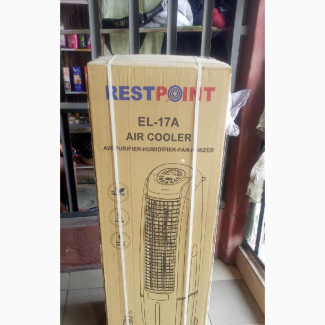 RESTPOINT
EL-17A
AIR COOLER
AIR PURIFIER-HUMIDIFIER-FAN-IONIZER